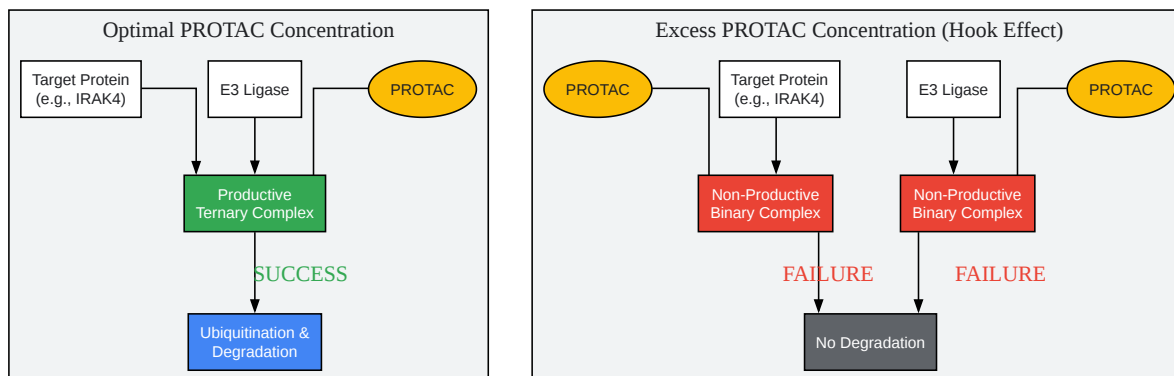 Optimal PROTAC Concentration
Target Protein
(e.g., IRAK4)
E3 Ligase
PROTAC
Productive
Ternary Complex
SUCCESS
Ubiquitination &
Degradation
Excess PROTAC Concentration (Hook Effect)
PROTAC
Target Protein
(e.g., IRAK4)
E3 Ligase
PROTAC
Non-Productive
Binary Complex
Non-Productive
Binary Complex
FAILURE
FAILURE
No Degradation